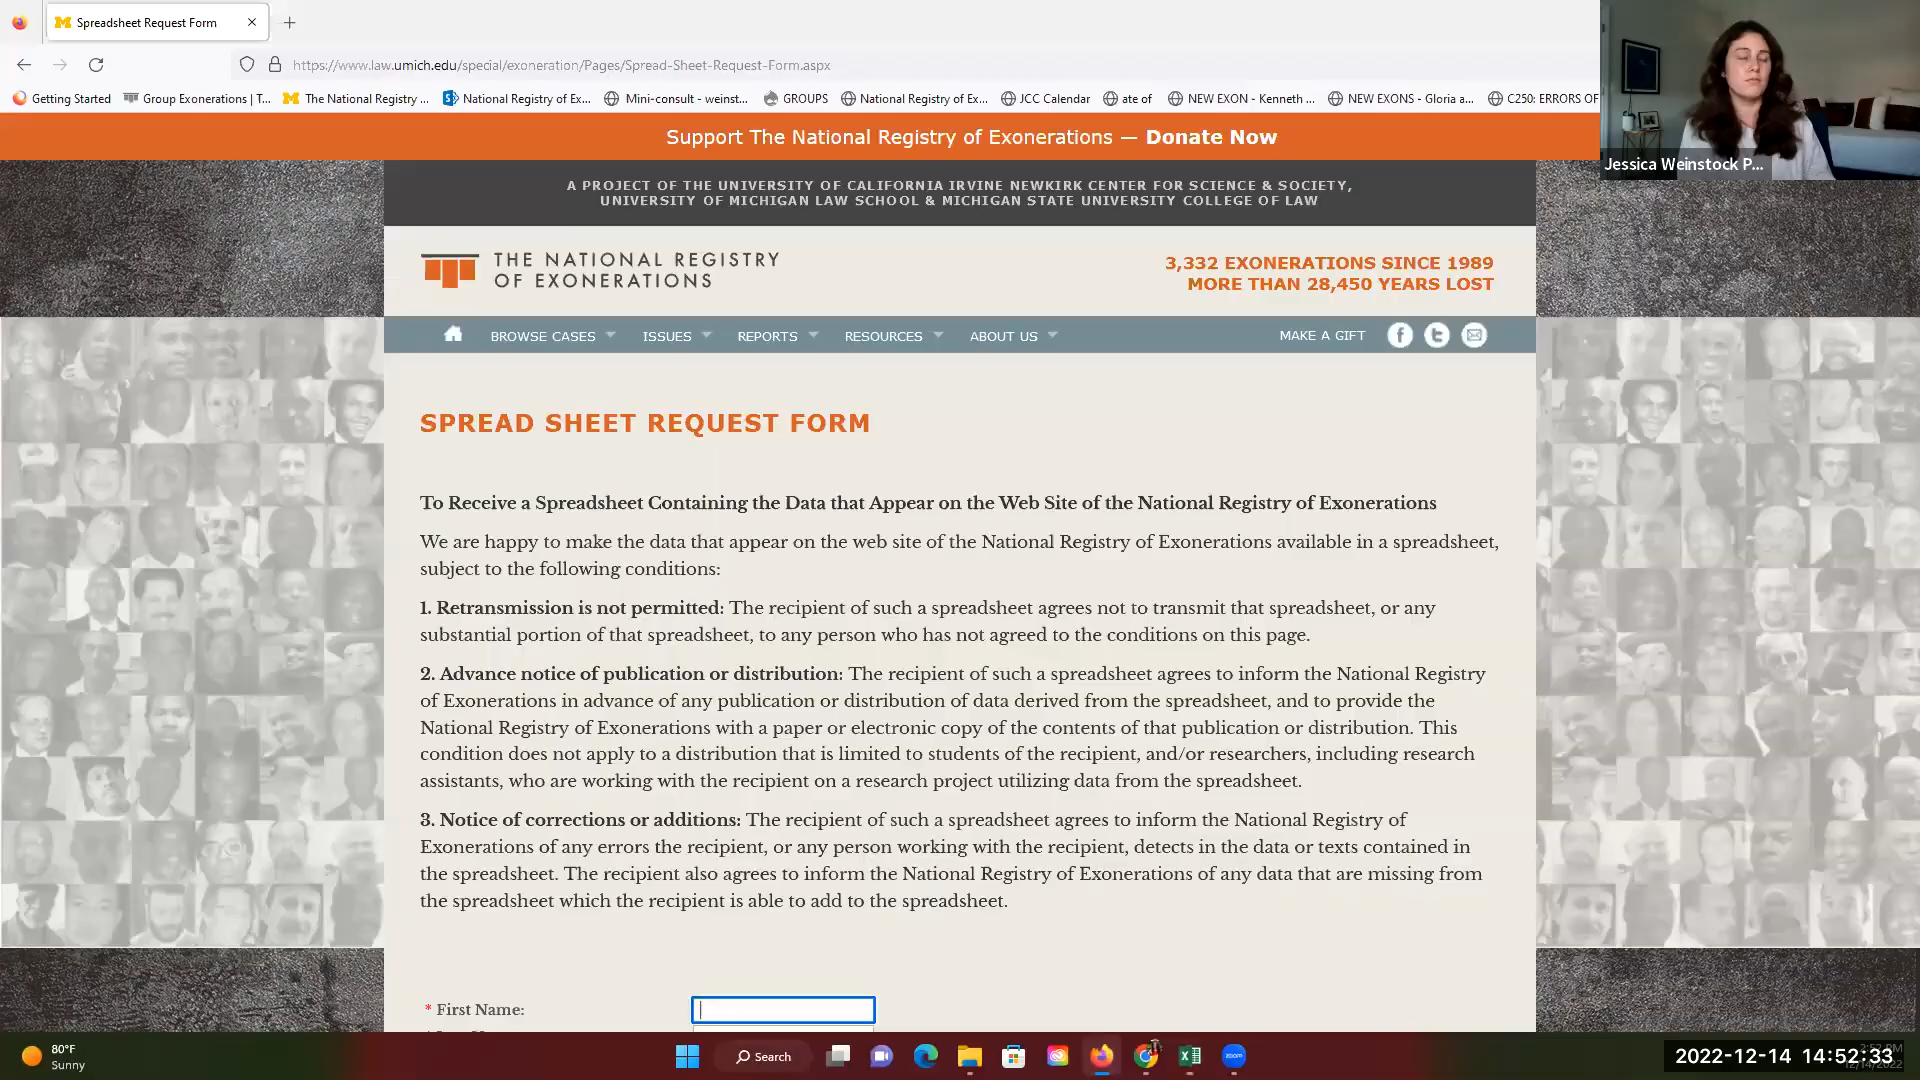 Spreadsheet Request Form
https://www.law.umich.edu/special/exoneration/Pages/Spread-Sheet-Request-Form.aspx
Getting Started
Group Exonerations | T...
The National Registry ...
National Registry of Ex...
Mini-consult - weinst...
GROUPS
National Registry of Ex...
JCC Calendar
ate of
NEW EXON - Kenneth ...
NEW EXONS - Gloria a...
C250: ERRORS OF
Support The National Registry of Exonerations — Donate Now
Jessica Weinstock P...
A PROJECT OF THE UNIVERSITY OF CALIFORNIA IRVINE NEWKIRK CENTER FOR SCIENCE & SOCIETY,
UNIVERSITY OF MICHIGAN LAW SCHOOL & MICHIGAN STATE UNIVERSITY COLLEGE OF LAW
THE NATIONAL REGISTRY
OF EXONERATIONS
3,332 EXONERATIONS SINCE 1989
MORE THAN 28,450 YEARS LOST
BROWSE CASES
ISSUES
REPORTS
RESOURCES
ABOUT US
MAKE A GIFT
SPREAD SHEET REQUEST FORM
To Receive a Spreadsheet Containing the Data that Appear on the Web Site of the National Registry of Exonerations
We are happy to make the data that appear on the web site of the National Registry of Exonerations available in a spreadsheet,
subject to the following conditions:
1. Retransmission is not permitted: The recipient of such a spreadsheet agrees not to transmit that spreadsheet, or any
substantial portion of that spreadsheet, to any person who has not agreed to the conditions on this page.
2. Advance notice of publication or distribution: The recipient of such a spreadsheet agrees to inform the National Registry
of Exonerations in advance of any publication or distribution of data derived from the spreadsheet, and to provide the
National Registry of Exonerations with a paper or electronic copy of the contents of that publication or distribution. This
condition does not apply to a distribution that is limited to students of the recipient, and/or researchers, including research
assistants, who are working with the recipient on a research project utilizing data from the spreadsheet.
3. Notice of corrections or additions: The recipient of such a spreadsheet agrees to inform the National Registry of
Exonerations of any errors the recipient, or any person working with the recipient, detects in the data or texts contained in
the spreadsheet. The recipient also agrees to inform the National Registry of Exonerations of any data that are missing from
the spreadsheet which the recipient is able to add to the spreadsheet.
* First Name:
80°F
Sunny
Search
zoom
2022-12-14 14:52:33